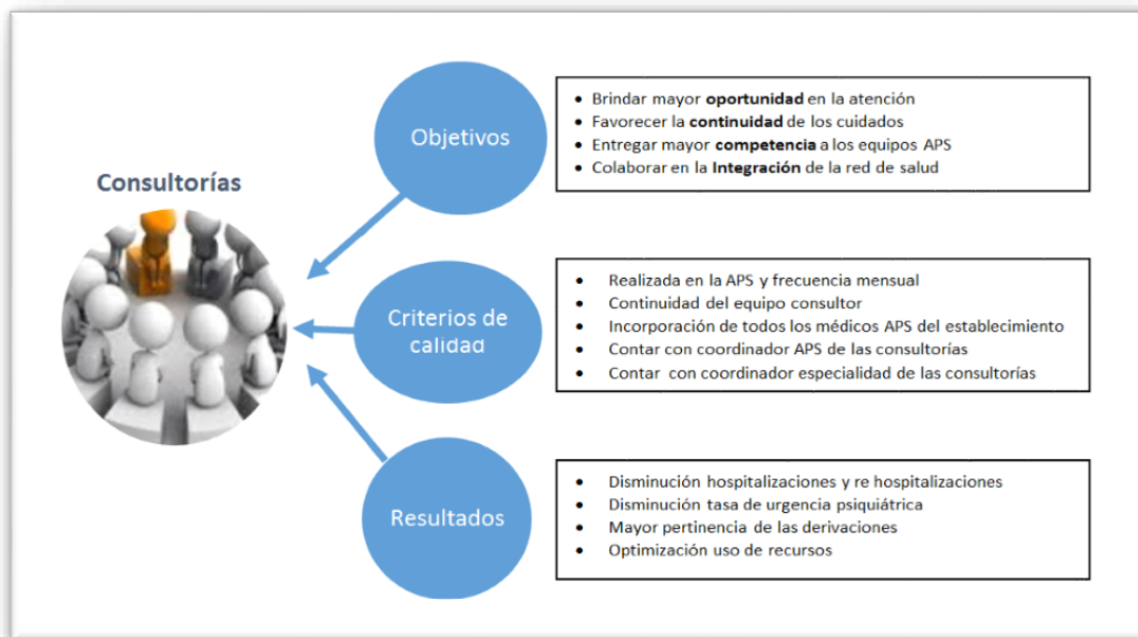 Consultorías
Objetivos
• Brindar mayor oportunidad en la atención
• Favorecer la continuidad de los cuidados
• Entregar mayor competencia a los equipos APS
• Colaborar en la Integración de la red de salud
Criterios de
calidad
• Realizada en la APS y frecuencia mensual
• Continuidad del equipo consultor
• Incorporación de todos los médicos APS del establecimiento
• Contar con coordinador APS de las consultorías
• Contar con coordinador especialidad de las consultorías
Resultados
• Disminución hospitalizaciones y re hospitalizaciones
• Disminución tasa de urgencia psiquiátrica
• Mayor pertinencia de las derivaciones
• Optimización uso de recursos